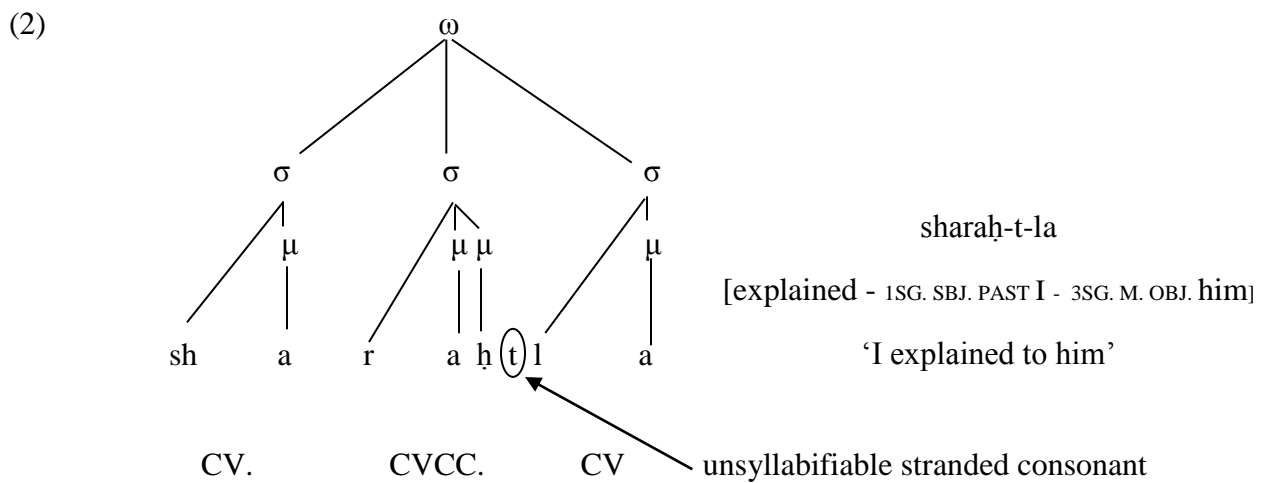 (2)
ω
σ σ σ
sharaḥ-t-la
μ μ μ μ
[explained - 1SG. SBJ. PAST I - 3SG. M. OBJ. him]
sh a r a ḥ t l a ‘I explained to him’
CV. CVCC. CV unsyllabifiable stranded consonant